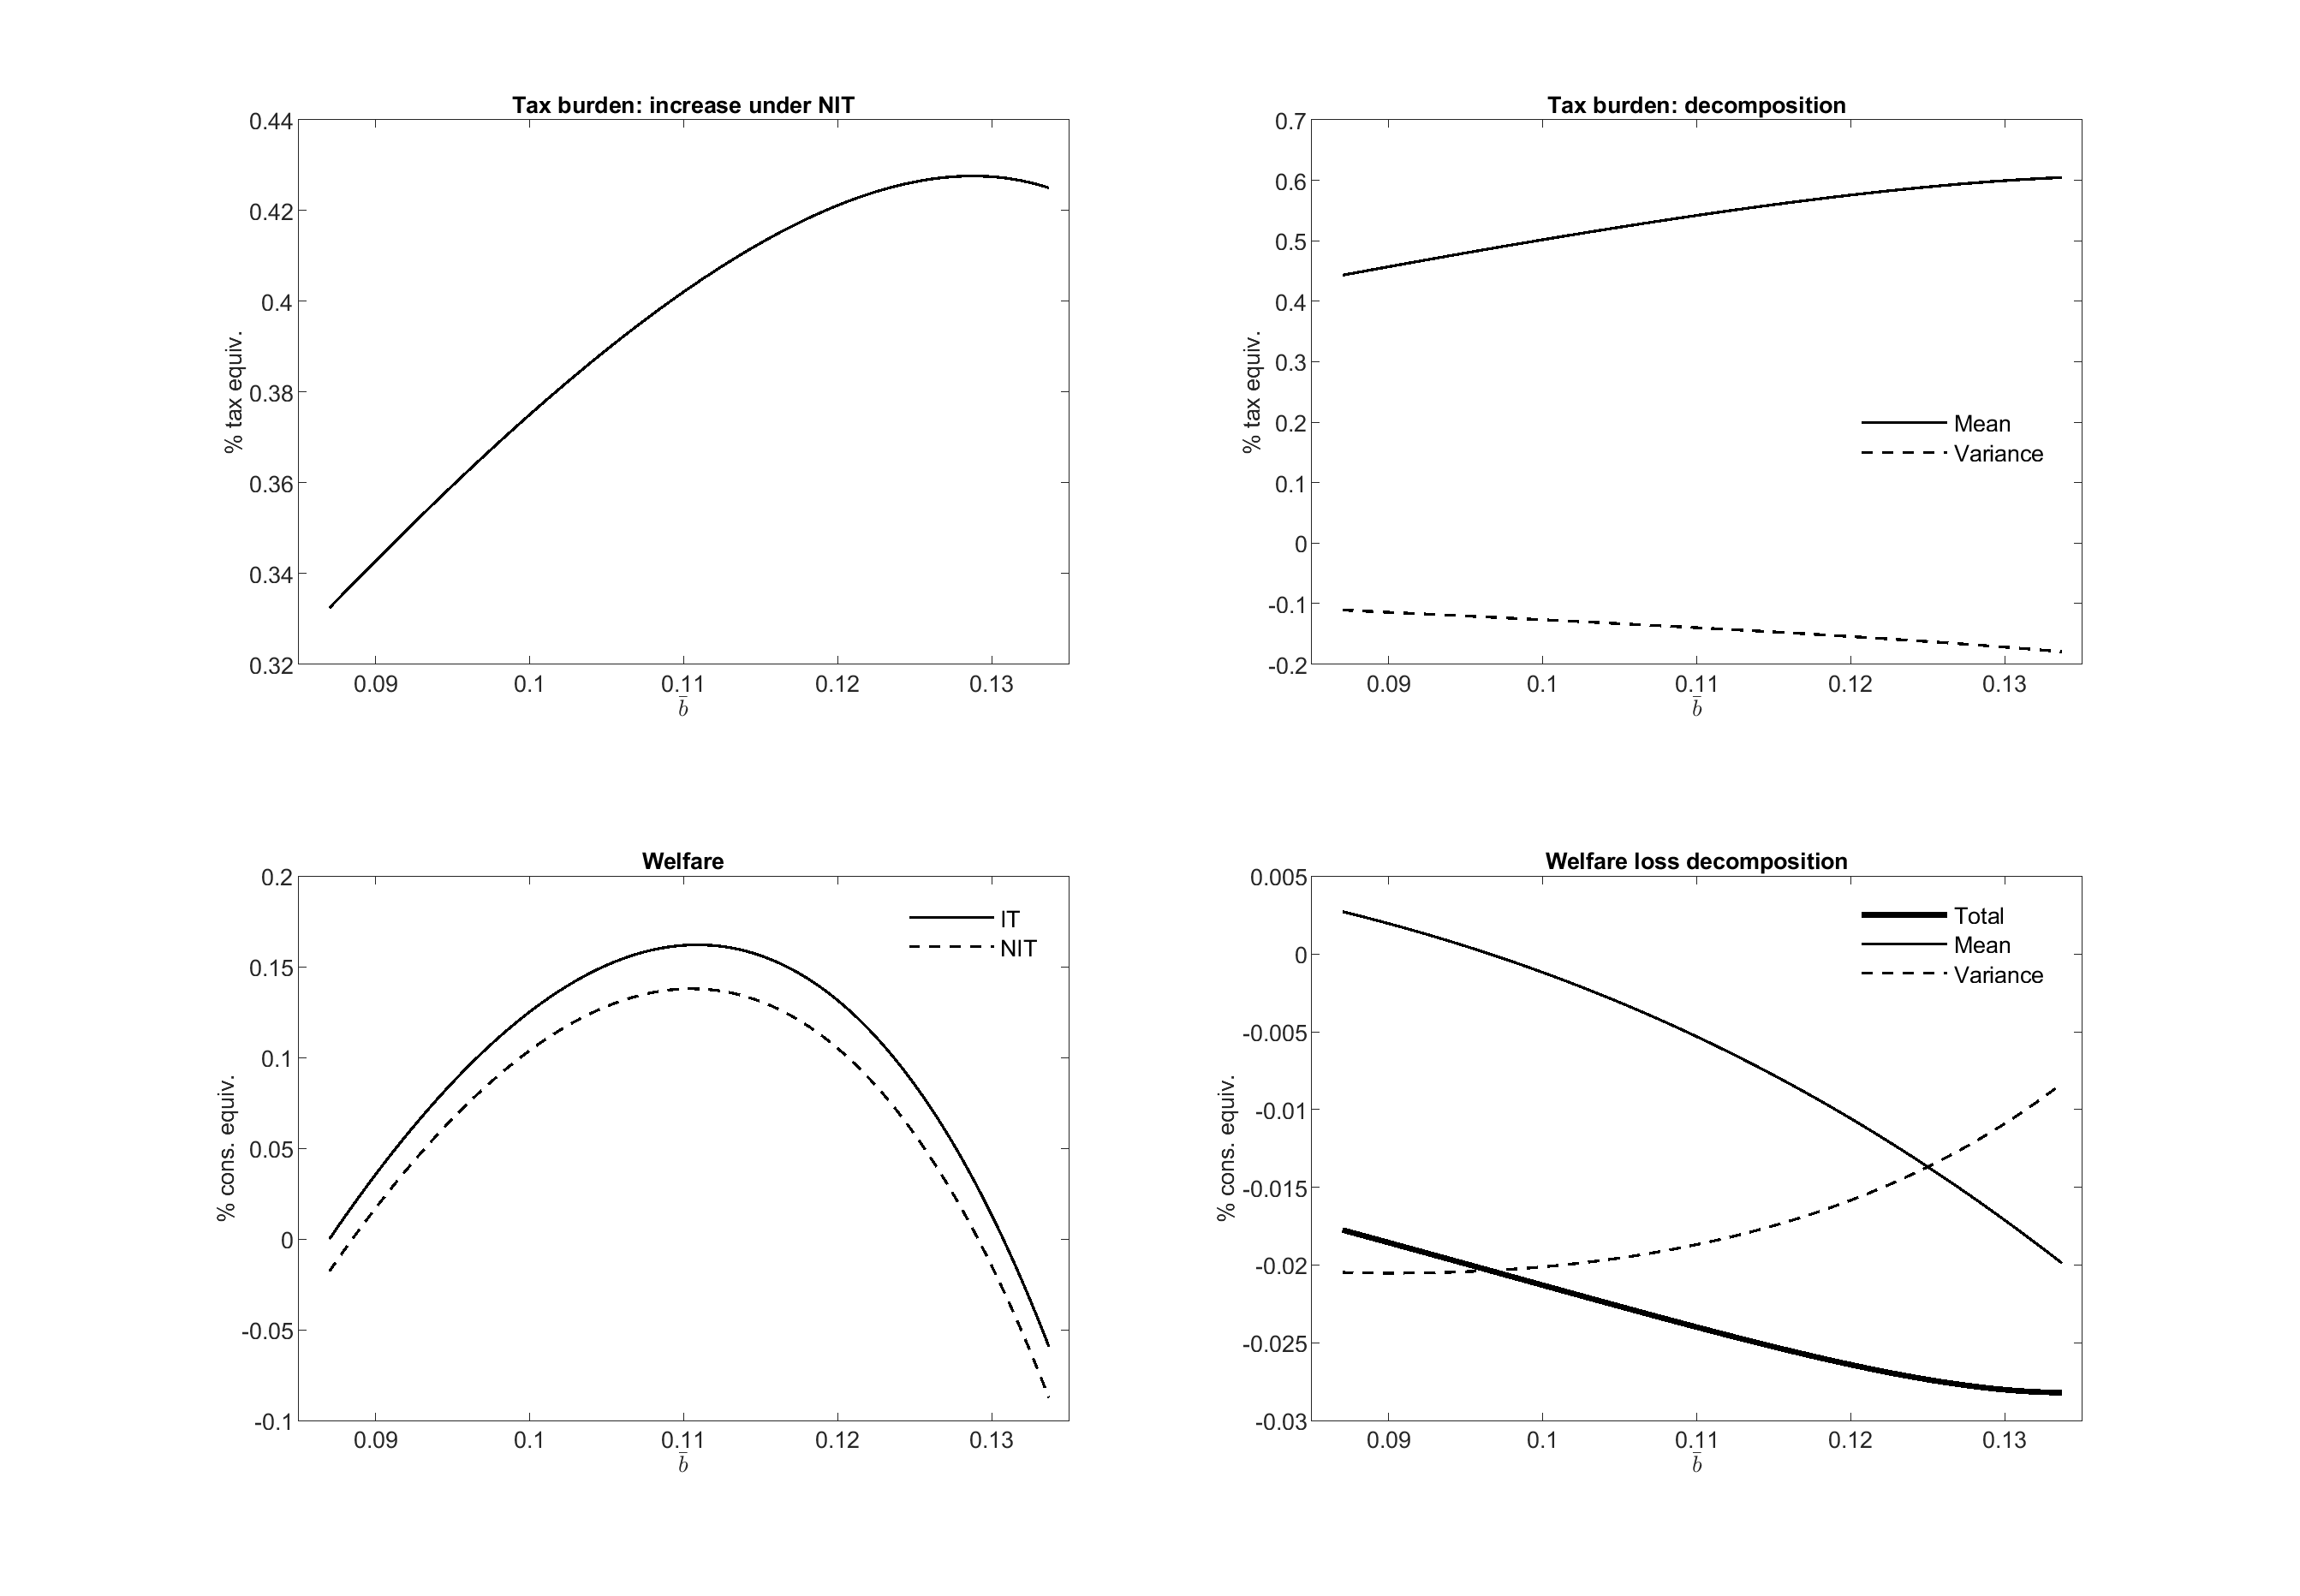 Tax burden: increase under NIT
0.44
0.42
0.4
0.38
0.36
0.34
0.32
% tax equiv.
0.09 0.1 0.11 0.12 0.13
b̄
Tax burden: decomposition
0.7
0.6
0.5
0.4
0.3
0.2
0.1
0
-0.1
-0.2
% tax equiv.
Mean
Variance
0.09 0.1 0.11 0.12 0.13
b̄
Welfare
0.2
0.15
0.1
0.05
0
-0.05
-0.1
% cons. equiv.
IT
NIT
0.09 0.1 0.11 0.12 0.13
b̄
Welfare loss decomposition
0.005
0
-0.005
-0.01
-0.015
-0.02
-0.025
-0.03
% cons. equiv.
Total
Mean
Variance
0.09 0.1 0.11 0.12 0.13
b̄